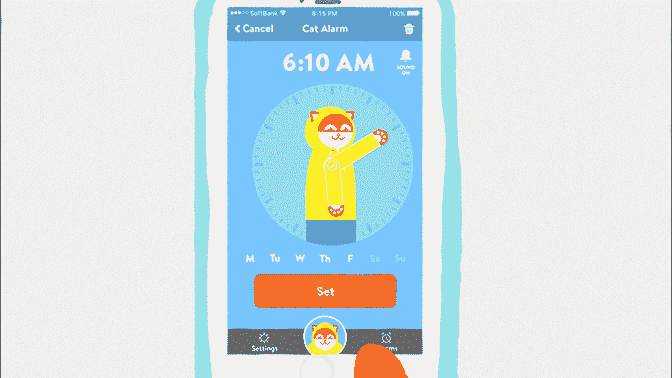 SoftBank 8:15 PM 100%
Cancel Cat Alarm
6:10 AM
SOUND
ON
M Tu W Th F Sa Su
Set
Settings